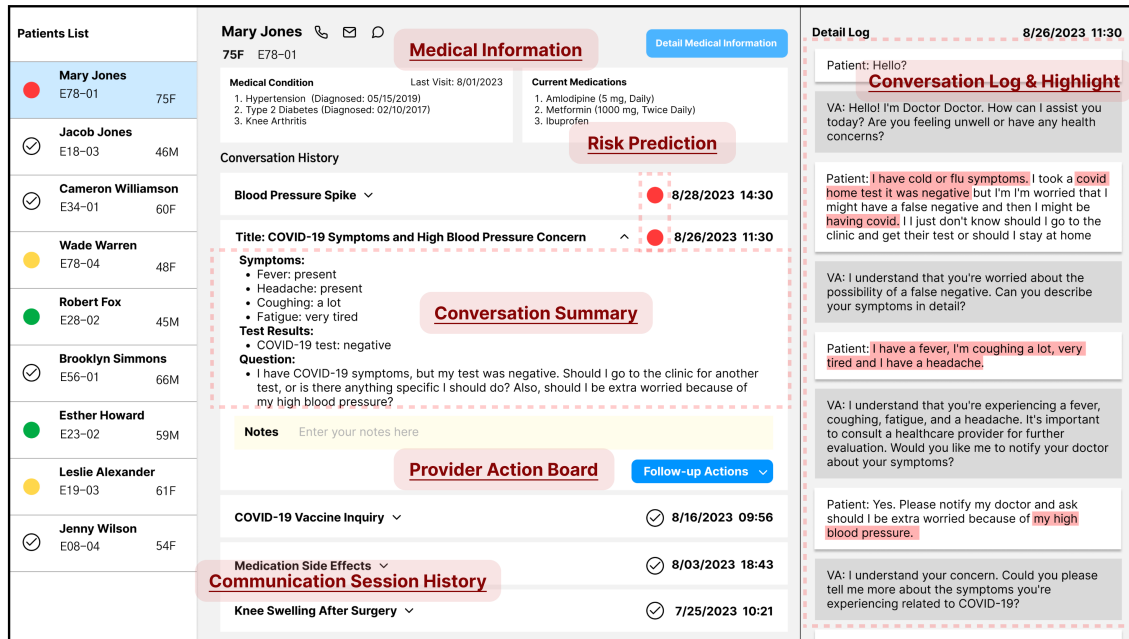 Patients List
Mary Jones
E78-01
75F
Jacob Jones
E18-03
46M
Cameron Williamson
E34-01
60F
Wade Warren
E78-04
48F
Robert Fox
E28-02
45M
Brooklyn Simmons
E56-01
66M
Esther Howard
E23-02
59M
Leslie Alexander
E19-03
61F
Jenny Wilson
E08-04
54F
Mary Jones
75F E78-01
Medical Information
Detail Medical Information
Medical Condition
Last Visit: 8/01/2023
1. Hypertension (Diagnosed: 05/15/2019)
2. Type 2 Diabetes (Diagnosed: 02/10/2017)
3. Knee Arthritis
Current Medications
1. Amlodipine (5 mg, Daily)
2. Metformin (1000 mg, Twice Daily)
3. Ibuprofen
Risk Prediction
Conversation History
Blood Pressure Spike
8/28/2023 14:30
Title: COVID-19 Symptoms and High Blood Pressure Concern
8/26/2023 11:30
Symptoms:
• Fever: present
• Headache: present
• Coughing: a lot
• Fatigue: very tired
Test Results:
• COVID-19 test: negative
Question:
• I have COVID-19 symptoms, but my test was negative. Should I go to the clinic for another
test, or is there anything specific I should do? Also, should I be extra worried because of
my high blood pressure?
Conversation Summary
Notes Enter your notes here
Provider Action Board
Follow-up Actions
COVID-19 Vaccine Inquiry
8/16/2023 09:56
Medication Side Effects
8/03/2023 18:43
Communication Session History
Knee Swelling After Surgery
7/25/2023 10:21
Detail Log
8/26/2023 11:30
Patient: Hello?
Conversation Log & Highlight
VA: Hello! I'm Doctor Doctor. How can I assist you
today? Are you feeling unwell or have any health
concerns?
Patient: I have cold or flu symptoms. I took a covid
home test it was negative but I'm I'm worried that I
might have a false negative and then I might be
having covid. I I just don't know should I go to the
clinic and get their test or should I stay at home
VA: I understand that you're worried about the
possibility of a false negative. Can you describe
your symptoms in detail?
Patient: I have a fever, I'm coughing a lot, very
tired and I have a headache.
VA: I understand that you're experiencing a fever,
coughing, fatigue, and a headache. It's important
to consult a healthcare provider for further
evaluation. Would you like me to notify your doctor
about your symptoms?
Patient: Yes. Please notify my doctor and ask
should I be extra worried because of my high
blood pressure.
VA: I understand your concern. Could you please
tell me more about the symptoms you're
experiencing related to COVID-19?